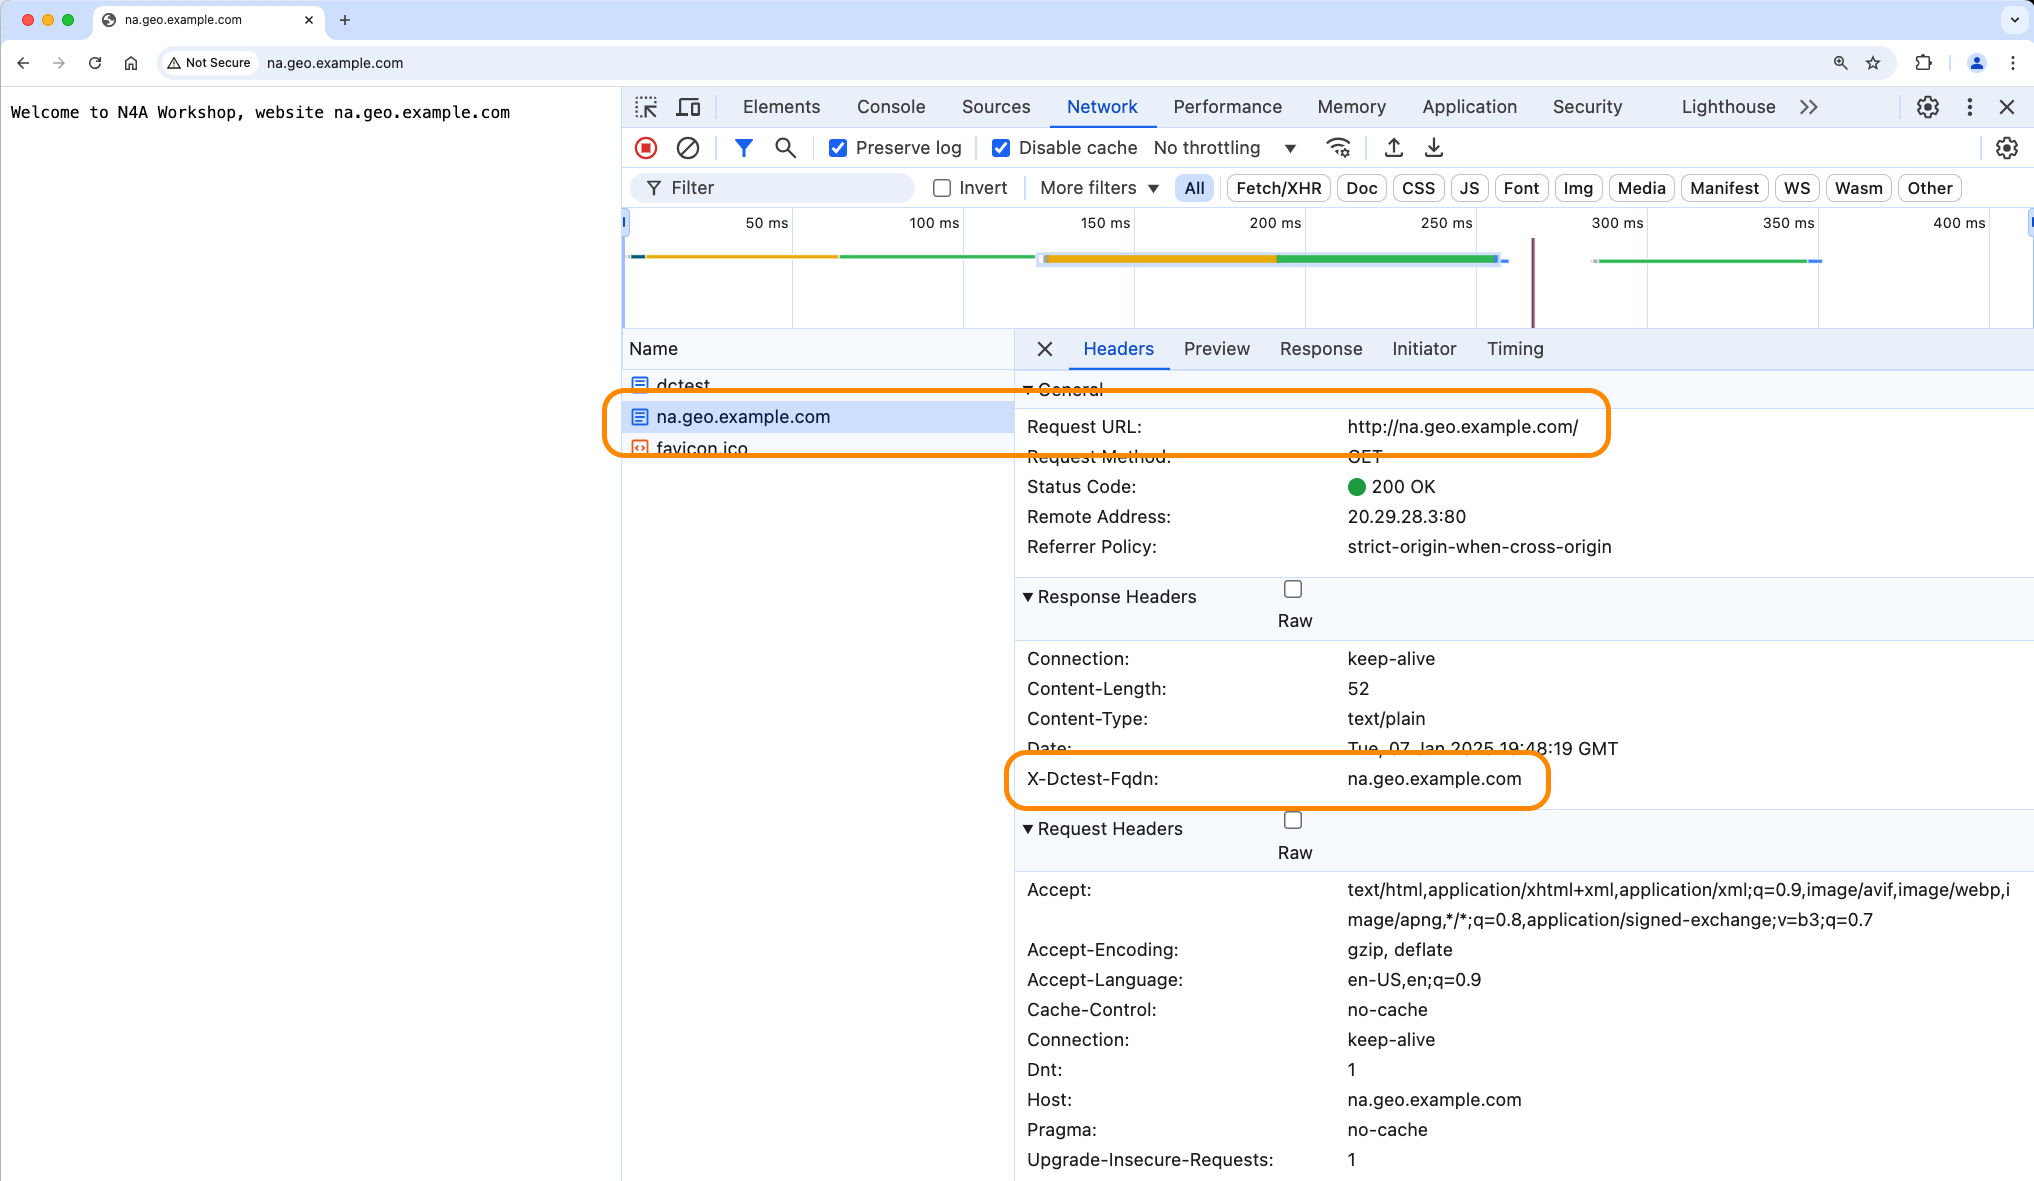 na.geo.example.com
Not Secure na.geo.example.com
Welcome to N4A Workshop, website na.geo.example.com
Elements Console Sources Network Performance Memory Application Security Lighthouse
Preserve log Disable cache No throttling
Filter Invert More filters All Fetch/XHR Doc CSS JS Font Img Media Manifest WS Wasm Other
50 ms 100 ms 150 ms 200 ms 250 ms 300 ms 350 ms 400 ms
Name
dctest
na.geo.example.com
favicon.ico
Headers Preview Response Initiator Timing
General
Request URL: http://na.geo.example.com/
Request Method: GET
Status Code: 200 OK
Remote Address: 20.29.28.3:80
Referrer Policy: strict-origin-when-cross-origin
Response Headers
Raw
Connection: keep-alive
Content-Length: 52
Content-Type: text/plain
Date: Tue, 07 Jan 2025 19:48:19 GMT
X-Dctest-Fqdn: na.geo.example.com
Request Headers
Raw
Accept: text/html,application/xhtml+xml,application/xml;q=0.9,image/avif,image/webp,i
mage/apng,*/*;q=0.8,application/signed-exchange;v=b3;q=0.7
Accept-Encoding: gzip, deflate
Accept-Language: en-US,en;q=0.9
Cache-Control: no-cache
Connection: keep-alive
Dnt: 1
Host: na.geo.example.com
Pragma: no-cache
Upgrade-Insecure-Requests: 1